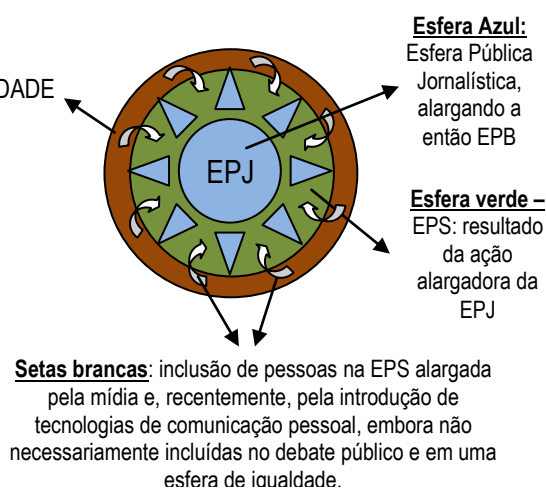 Esfera Azul:
Esfera Pública
Jornalística,
alargando a
então EPB
DADE
EPJ
Esfera verde –
EPS: resultado
da ação
alargadora da
EPJ
Setas brancas: inclusão de pessoas na EPS alargada
pela mídia e, recentemente, pela introdução de
tecnologias de comunicação pessoal, embora não
necessariamente incluídas no debate público e em uma
esfera de igualdade.